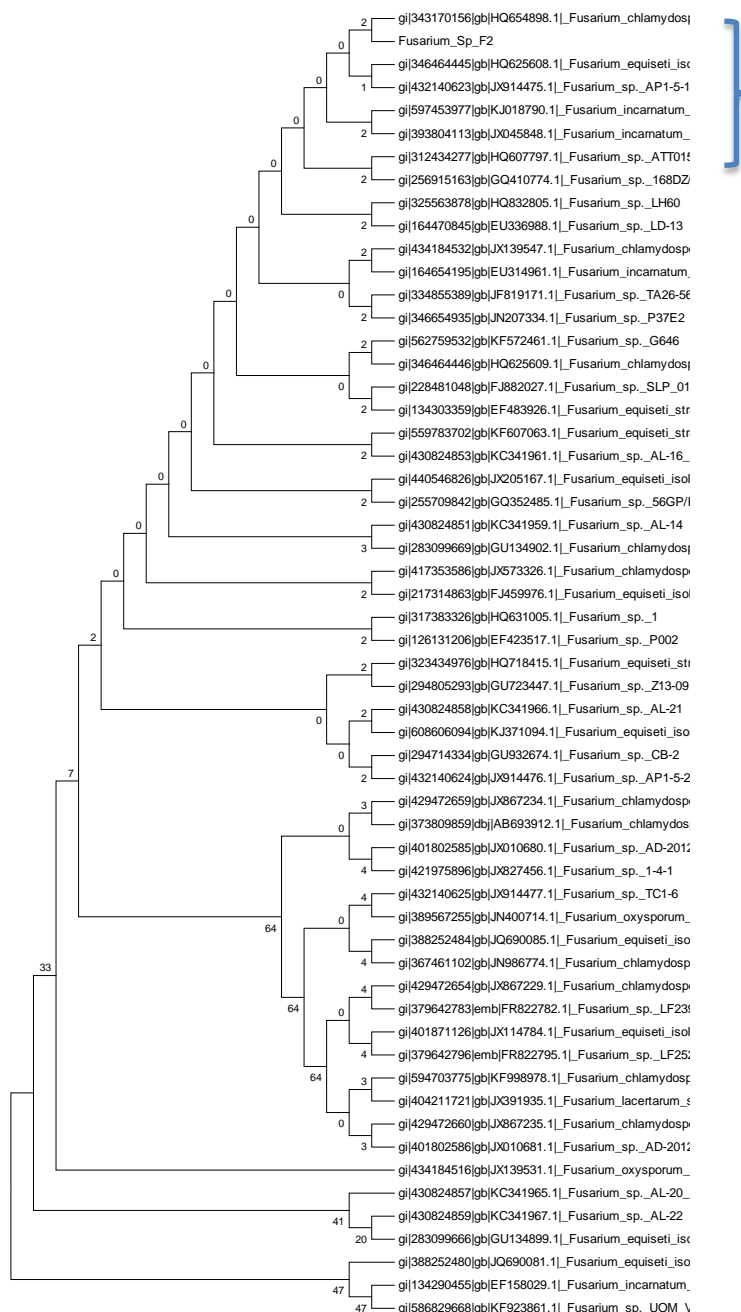 gi|343170156|gb|HQ654898.1|_Fusarium_chlamydosp
Fusarium_Sp_F2
gi|346464445|gb|HQ625608.1|_Fusarium_equiseti_iso
gi|432140623|gb|JX914475.1|_Fusarium_sp._AP1-5-1
gi|597453977|gb|KJ018790.1|_Fusarium_incarnatum_
gi|393804113|gb|JX045848.1|_Fusarium_incarnatum_
gi|312434277|gb|HQ607797.1|_Fusarium_sp._ATT015
gi|256915163|gb|GQ410774.1|_Fusarium_sp._168DZ/
gi|325563878|gb|HQ832805.1|_Fusarium_sp._LH60
gi|164470845|gb|EU336988.1|_Fusarium_sp._LD-13
gi|434184532|gb|JX139547.1|_Fusarium_chlamydospo
gi|164654195|gb|EU314961.1|_Fusarium_incarnatum_
gi|334855389|gb|JF819171.1|_Fusarium_sp._TA26-56
gi|346654935|gb|JN207334.1|_Fusarium_sp._P37E2
gi|562759532|gb|KF572461.1|_Fusarium_sp._G646
gi|346464446|gb|HQ625609.1|_Fusarium_chlamydosp
gi|228481048|gb|FJ882027.1|_Fusarium_sp._SLP_01
gi|134303359|gb|EF483926.1|_Fusarium_equiseti_str
gi|559783702|gb|KF607063.1|_Fusarium_equiseti_str
gi|430824853|gb|KC341961.1|_Fusarium_sp._AL-16_
gi|440546826|gb|JX205167.1|_Fusarium_equiseti_isol
gi|255709842|gb|GQ352485.1|_Fusarium_sp._56GP/
gi|430824851|gb|KC341959.1|_Fusarium_sp._AL-14
gi|283099669|gb|GU134902.1|_Fusarium_chlamydosp
gi|417353586|gb|JX573326.1|_Fusarium_chlamydospo
gi|217314863|gb|FJ459976.1|_Fusarium_equiseti_isol
gi|317383326|gb|HQ631005.1|_Fusarium_sp._1
gi|126131206|gb|EF423517.1|_Fusarium_sp._P002
gi|323434976|gb|HQ718415.1|_Fusarium_equiseti_str
gi|294805293|gb|GU723447.1|_Fusarium_sp._Z13-09
gi|430824858|gb|KC341966.1|_Fusarium_sp._AL-21
gi|608606094|gb|KJ371094.1|_Fusarium_equiseti_iso
gi|294714334|gb|GU932674.1|_Fusarium_sp._CB-2
gi|432140624|gb|JX914476.1|_Fusarium_sp._AP1-5-2
gi|429472659|gb|JX867234.1|_Fusarium_chlamydospo
gi|373809859|dbj|AB693912.1|_Fusarium_chlamydos
gi|401802585|gb|JX010680.1|_Fusarium_sp._AD-2012
gi|421975896|gb|JX827456.1|_Fusarium_sp._1-4-1
gi|432140625|gb|JX914477.1|_Fusarium_sp._TC1-6
gi|389567255|gb|JN400714.1|_Fusarium_oxysporum_
gi|388252484|gb|JQ690085.1|_Fusarium_equiseti_iso
gi|367461102|gb|JN986774.1|_Fusarium_chlamydosp
gi|429472654|gb|JX867229.1|_Fusarium_chlamydospo
gi|379642783|emb|FR822782.1|_Fusarium_sp._LF239
gi|401871126|gb|JX114784.1|_Fusarium_equiseti_isol
gi|379642796|emb|FR822795.1|_Fusarium_sp._LF252
gi|594703775|gb|KF998978.1|_Fusarium_chlamydosp
gi|404211721|gb|JX391935.1|_Fusarium_lacertarum_s
gi|429472660|gb|JX867235.1|_Fusarium_chlamydospo
gi|401802586|gb|JX010681.1|_Fusarium_sp._AD-2012
gi|434184516|gb|JX139531.1|_Fusarium_oxysporum_
gi|430824857|gb|KC341965.1|_Fusarium_sp._AL-20_
gi|430824859|gb|KC341967.1|_Fusarium_sp._AL-22
gi|283099666|gb|GU134899.1|_Fusarium_equiseti_iso
gi|388252480|gb|JQ690081.1|_Fusarium_equiseti_iso
gi|134290455|gb|EF158029.1|_Fusarium_incarnatum_
gi|586829668|gb|KF923861.1|_Fusarium_sp._UOM_V
2
0
1
0
2
0
2
0
2
0
2
0
2
0
2
0
2
0
2
0
2
0
3
0
2
0
2
2
2
0
2
0
2
7
3
0
4
64
4
0
4
64
4
0
4
64
3
0
3
33
41
20
47
47